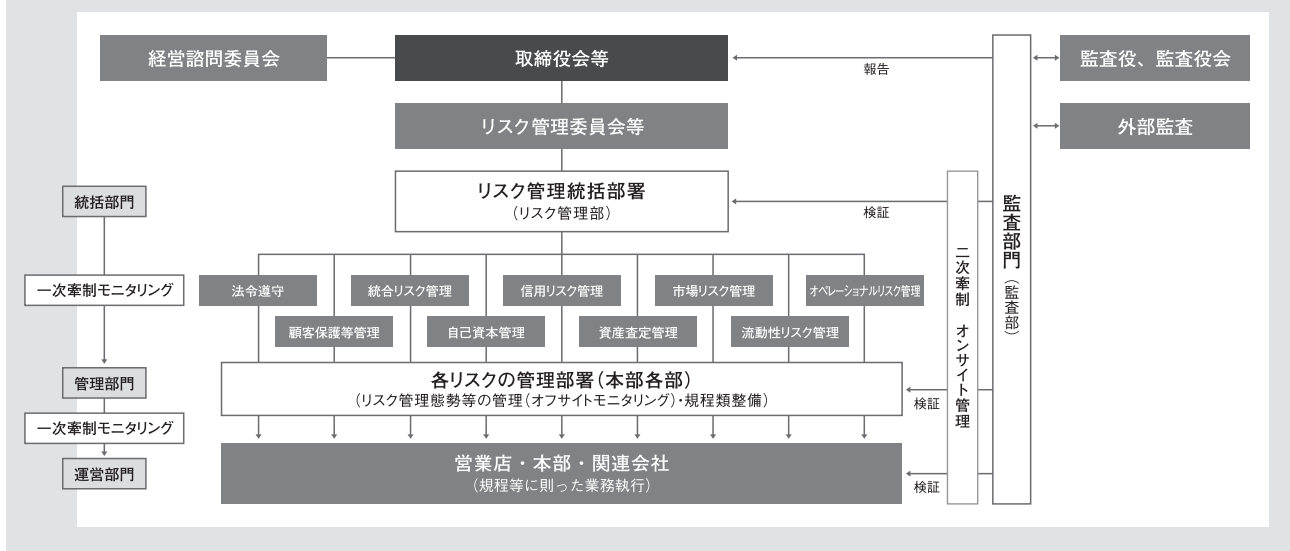 経営諮問委員会
取締役会等
報告
監査役、監査役会
リスク管理委員会等
外部監査
リスク管理統括部署
（リスク管理部）
検証
統括部門
一次牽制モニタリング
管理部門
一次牽制モニタリング
運営部門
法令遵守
統合リスク管理
信用リスク管理
市場リスク管理
オペレーショナルリスク管理
顧客保護等管理
自己資本管理
資産査定管理
流動性リスク管理
各リスクの管理部署（本部各部）
（リスク管理態勢等の管理（オフサイトモニタリング）・規程類整備）
検証
営業店・本部・関連会社
（規程等に則った業務執行）
検証
二次牽制　オンサイト管理
監査部門（監査部）